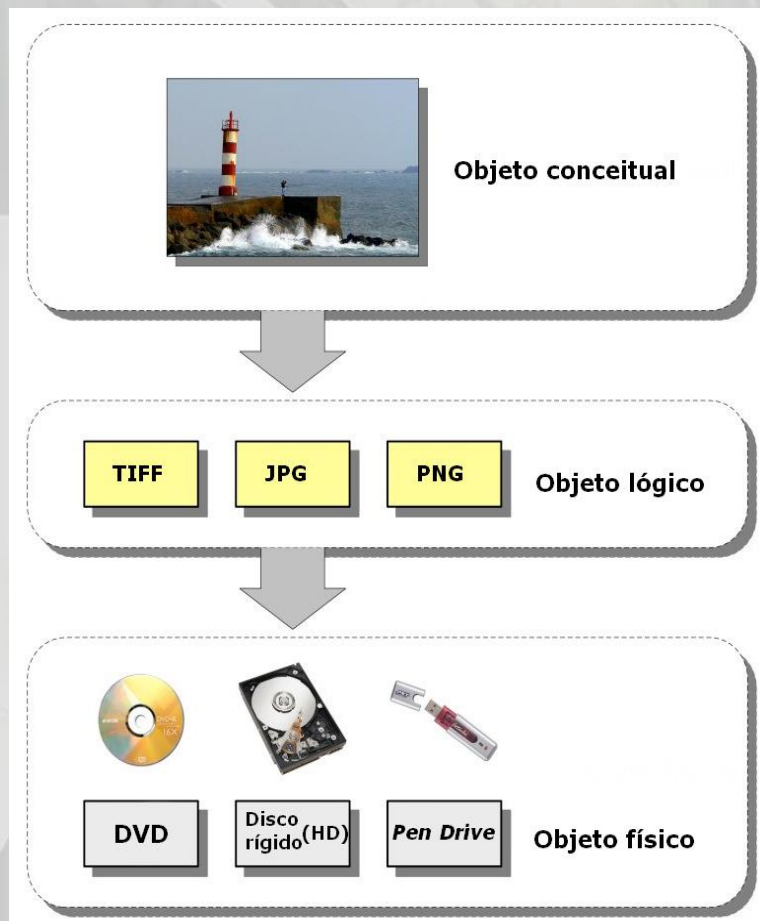 Objeto conceitual
TIFF
JPG
PNG
Objeto lógico
DVD
Disco
rígido(HD)
Pen Drive
Objeto físico